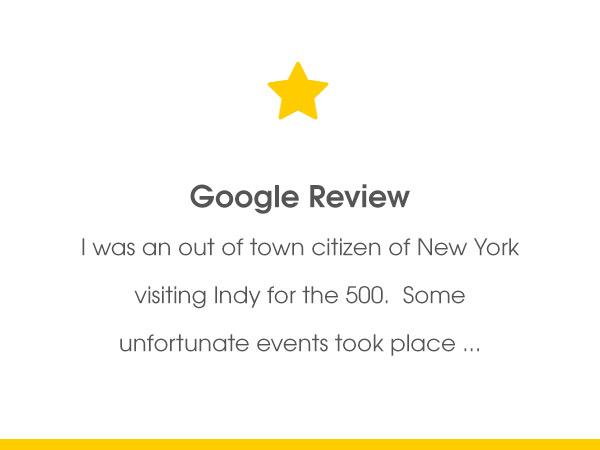 Google Review
I was an out of town citizen of New York
visiting Indy for the 500.  Some
unfortunate events took place ...